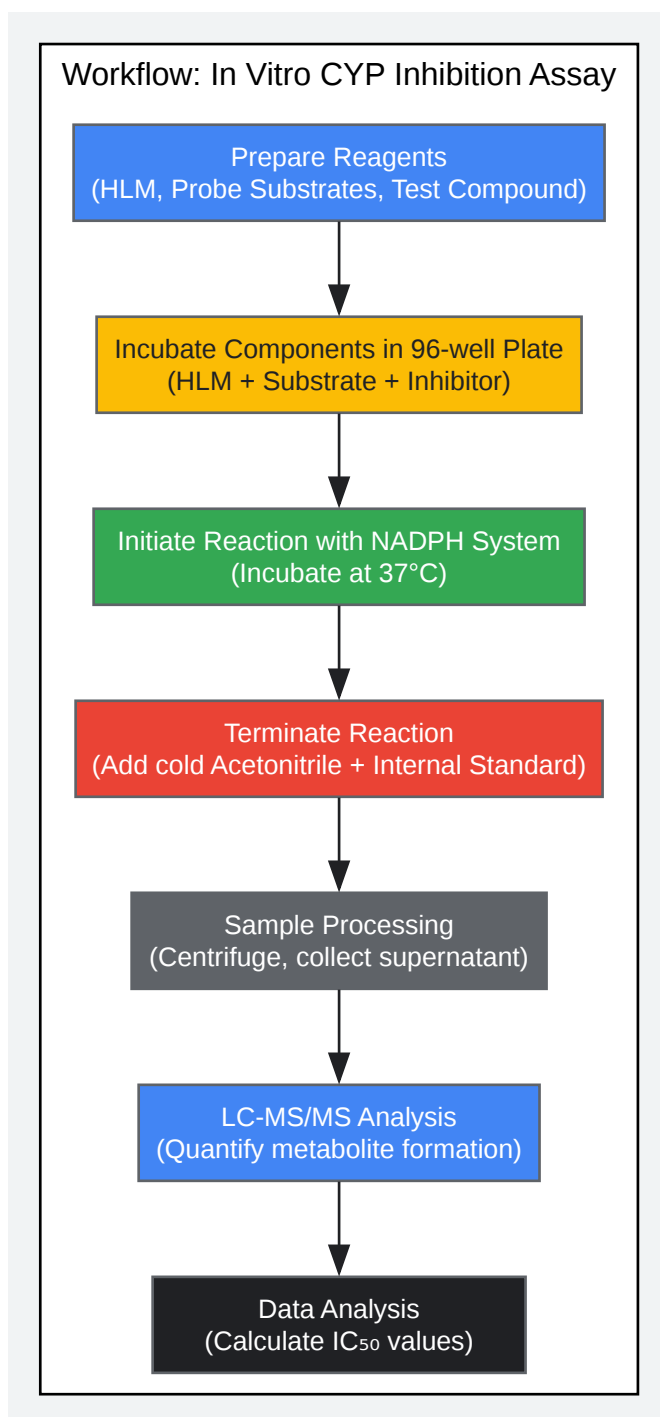 Workflow: In Vitro CYP Inhibition Assay
Prepare Reagents
(HLM, Probe Substrates, Test Compound)
Incubate Components in 96-well Plate
(HLM + Substrate + Inhibitor)
Initiate Reaction with NADPH System
(Incubate at 37°C)
Terminate Reaction
(Add cold Acetonitrile + Internal Standard)
Sample Processing
(Centrifuge, collect supernatant)
LC-MS/MS Analysis
(Quantify metabolite formation)
Data Analysis
(Calculate IC₅₀ values)